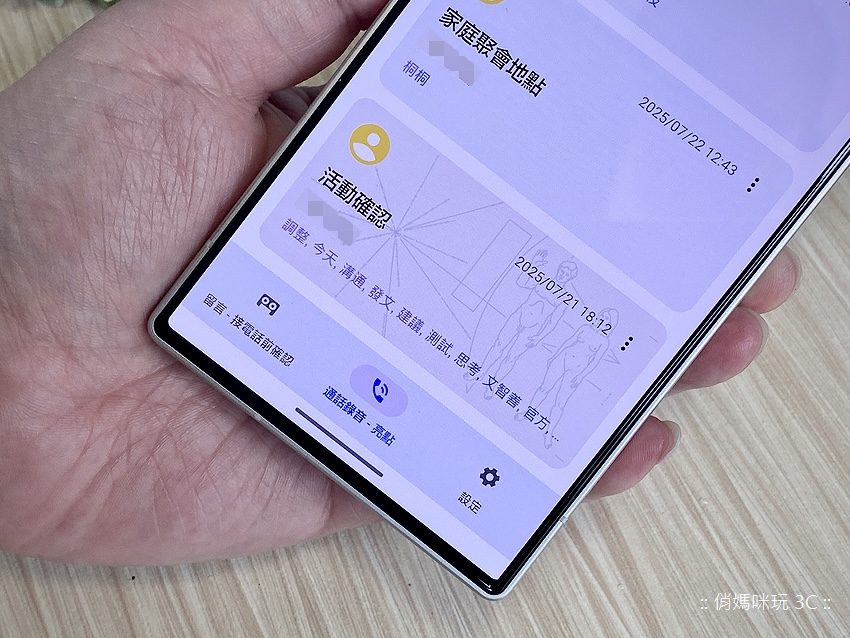 家庭聚會地點
桐桐
2025/07/22 12:43
活動確認
調整, 今天, 溝通, 發文, 建議, 測試, 思考, 文智善, 官方,...
2025/07/21 18:12
留言 - 接電話前確認
通話錄音 - 亮點
設定
:: 俏媽咪玩 3C ::